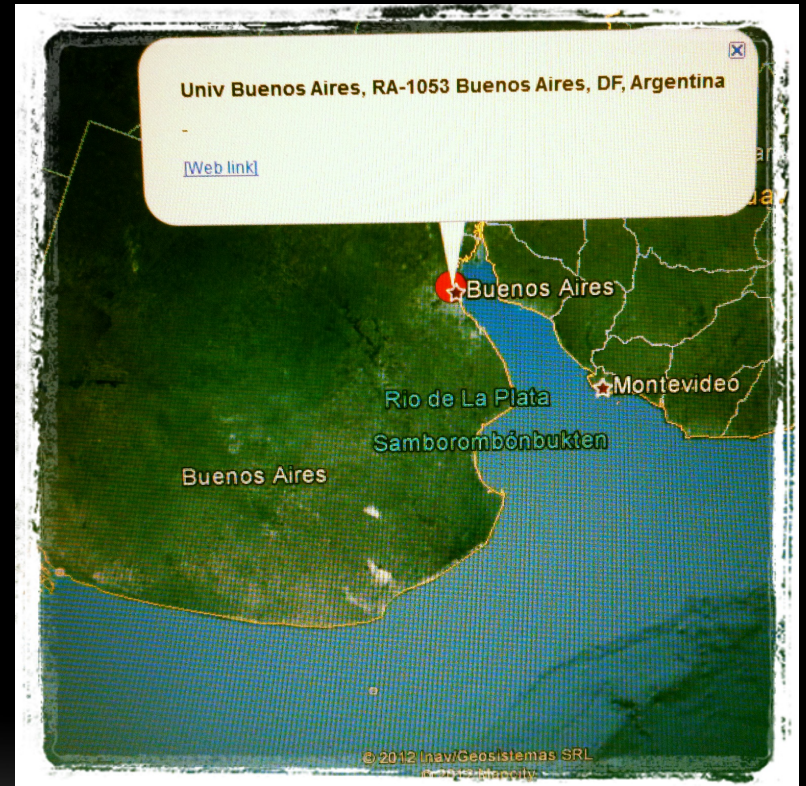 Univ Buenos Aires, RA-1053 Buenos Aires, DF, Argentina
-
[Web link]
Buenos Aires
Montevideo
Rio de La Plata
Samborombónbukten
Buenos Aires
© 2012 Inav/Geosistemas SRL